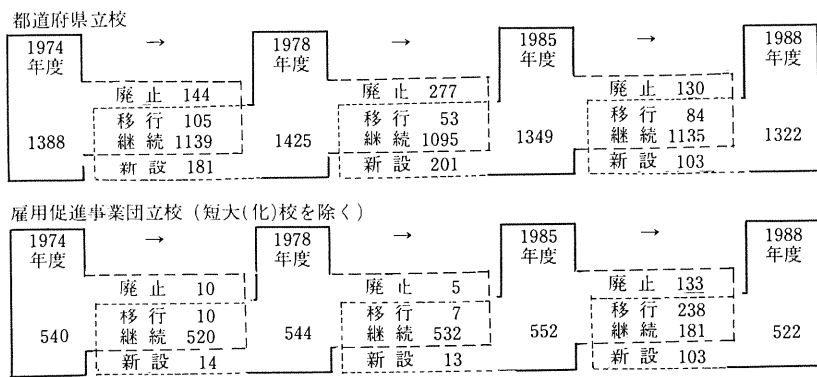 都道府県立校
1974 → 1978 → 1985 → 1988
年度 年度 年度 年度
廃止 144 廃止 277 廃止 130
移行 105 移行 53 移行 84
1388 継続 1139 1425 継続 1095 1349 継続 1135 1322
新設 181 新設 201 新設 103
雇用促進事業団立校（短大(化)校を除く）
1974 → 1978 → 1985 → 1988
年度 年度 年度 年度
廃止 10 廃止 5 廃止 133
移行 10 移行 7 移行 238
540 継続 520 544 継続 532 552 継続 181 522
新設 14 新設 13 新設 103